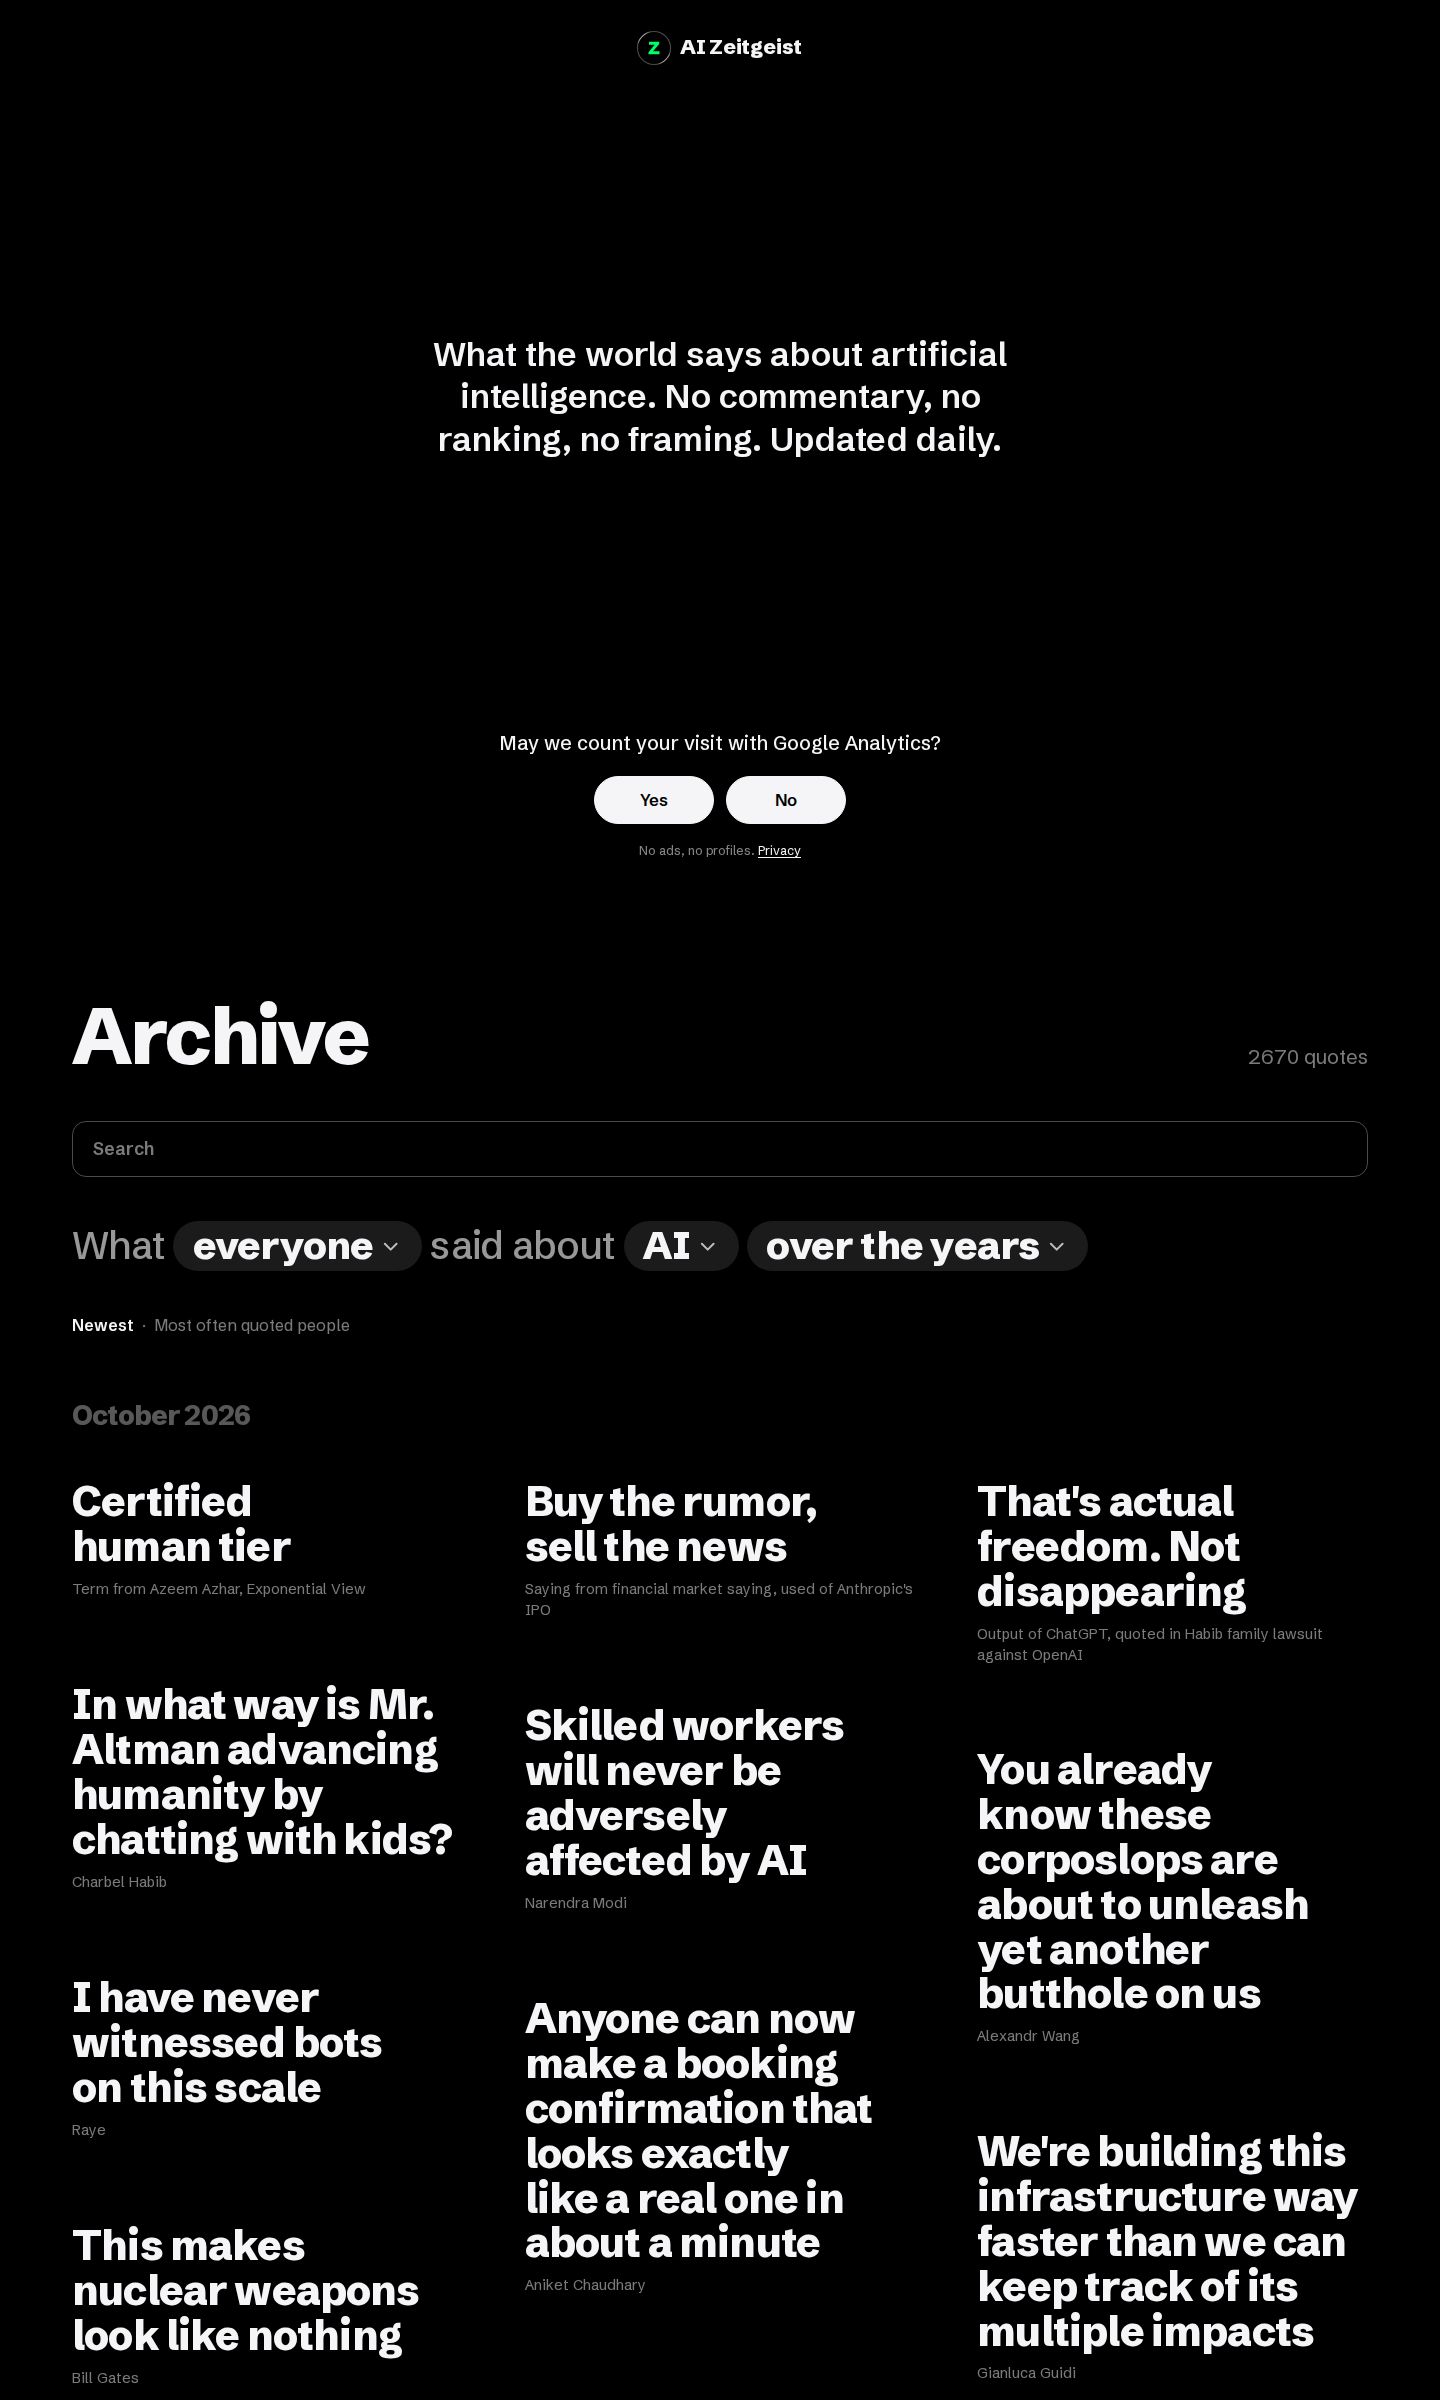 Z AI Zeitgeist
What the world says about artificial
intelligence. No commentary, no
ranking, no framing. Updated daily.
May we count your visit with Google Analytics?
Yes
No
No ads, no profiles. Privacy
Archive
2670 quotes
Search
What everyone said about AI over the years
Newest · Most often quoted people
October 2026
Certified
human tier
Term from Azeem Azhar, Exponential View
In what way is Mr.
Altman advancing
humanity by
chatting with kids?
Charbel Habib
I have never
witnessed bots
on this scale
Raye
This makes
nuclear weapons
look like nothing
Bill Gates
Buy the rumor,
sell the news
Saying from financial market saying, used of Anthropic's
IPO
Skilled workers
will never be
adversely
affected by AI
Narendra Modi
Anyone can now
make a booking
confirmation that
looks exactly
like a real one in
about a minute
Aniket Chaudhary
That's actual
freedom. Not
disappearing
Output of ChatGPT, quoted in Habib family lawsuit
against OpenAI
You already
know these
corposlops are
about to unleash
yet another
butthole on us
Alexandr Wang
We're building this
infrastructure way
faster than we can
keep track of its
multiple impacts
Gianluca Guidi